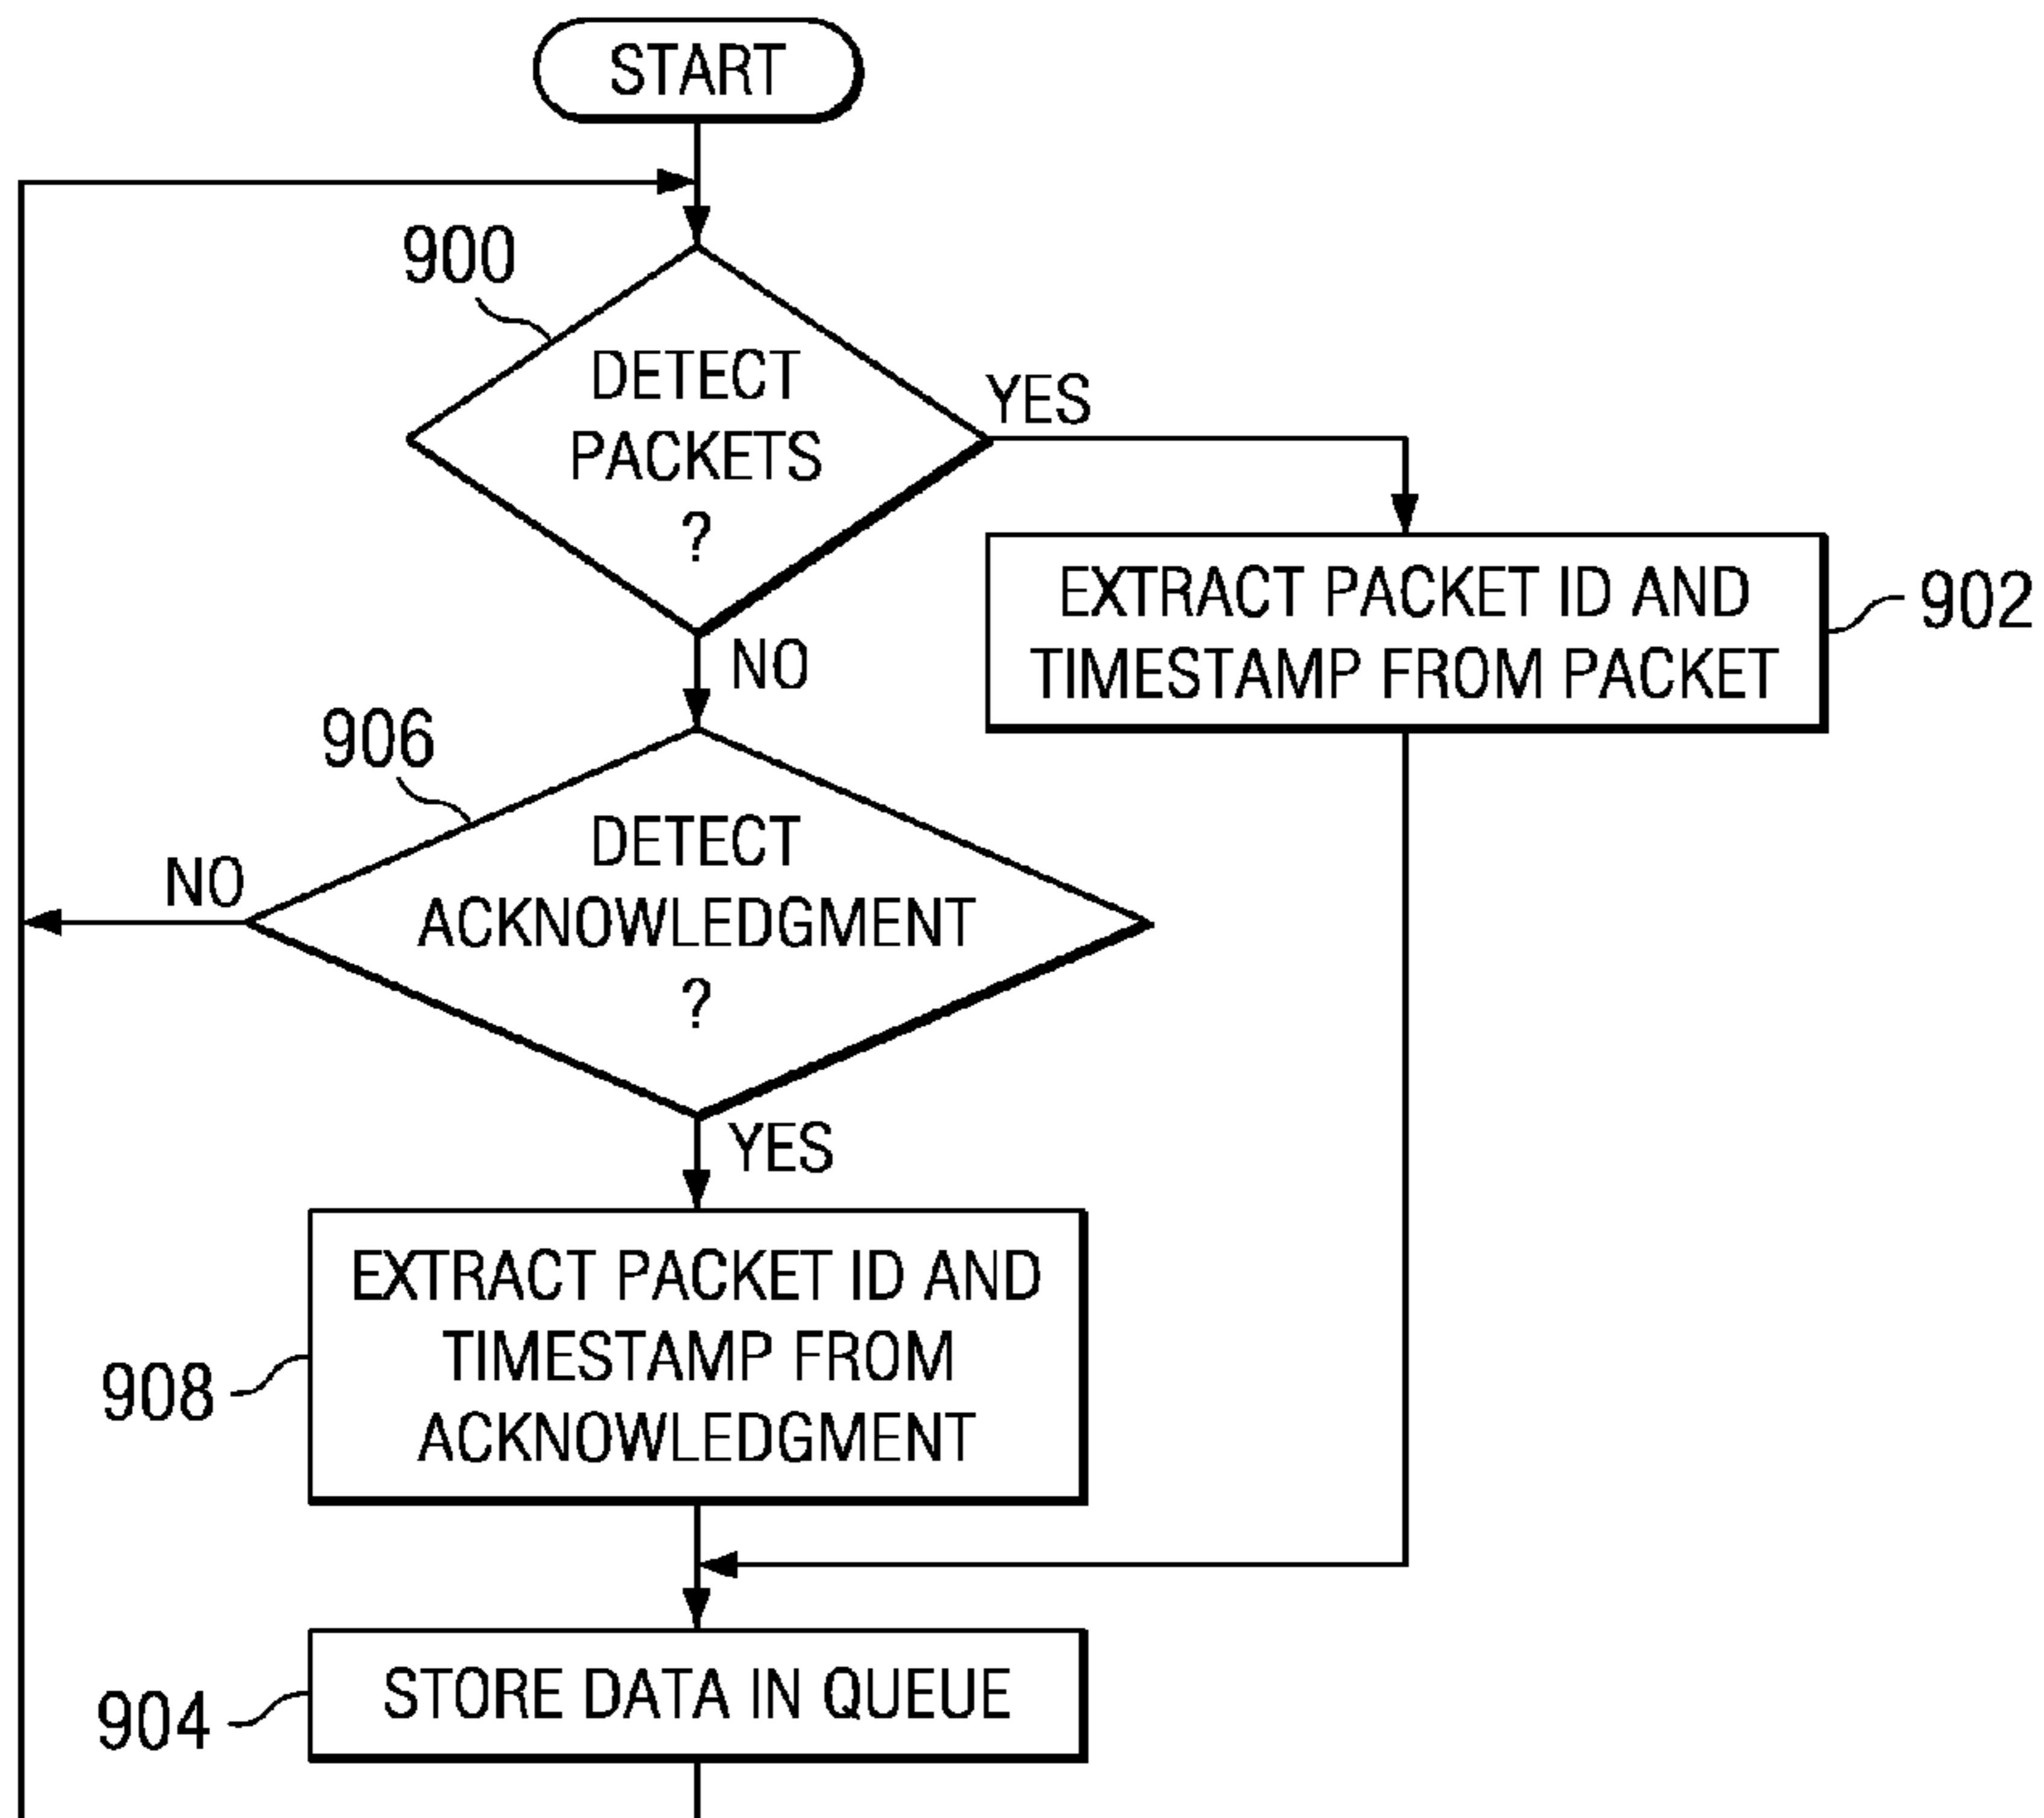 START
900
DETECT
PACKETS
?
YES
EXTRACT PACKET ID AND
TIMESTAMP FROM PACKET
902
NO
906
DETECT
ACKNOWLEDGMENT
?
NO
YES
EXTRACT PACKET ID AND
TIMESTAMP FROM
ACKNOWLEDGMENT
908
STORE DATA IN QUEUE
904